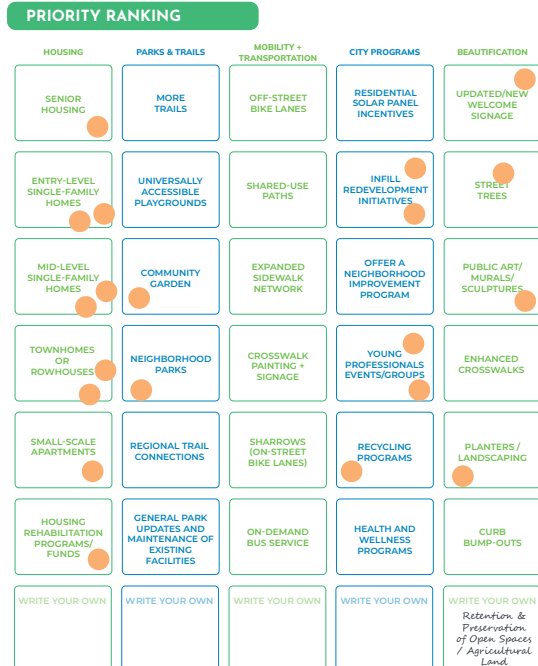 PRIORITY RANKING
HOUSING
PARKS & TRAILS
MOBILITY +
TRANSPORTATION
CITY PROGRAMS
BEAUTIFICATION
SENIOR
HOUSING
MORE
TRAILS
OFF-STREET
BIKE LANES
RESIDENTIAL
SOLAR PANEL
INCENTIVES
UPDATED/NEW
WELCOME
SIGNAGE
ENTRY-LEVEL
SINGLE-FAMILY
HOMES
UNIVERSALLY
ACCESSIBLE
PLAYGROUNDS
SHARED-USE
PATHS
INFILL
REDEVELOPMENT
INITIATIVES
STREET
TREES
MID-LEVEL
SINGLE-FAMILY
HOMES
COMMUNITY
GARDEN
EXPANDED
SIDEWALK
NETWORK
OFFER A
NEIGHBORHOOD
IMPROVEMENT
PROGRAM
PUBLIC ART/
MURALS/
SCULPTURES
TOWNHOMES
OR
ROWHOUSES
NEIGHBORHOOD
PARKS
CROSSWALK
PAINTING +
SIGNAGE
YOUNG
PROFESSIONALS
EVENTS/GROUPS
ENHANCED
CROSSWALKS
SMALL-SCALE
APARTMENTS
REGIONAL TRAIL
CONNECTIONS
SHARROWS
(ON-STREET
BIKE LANES)
RECYCLING
PROGRAMS
PLANTERS /
LANDSCAPING
HOUSING
REHABILITATION
PROGRAMS/
FUNDS
GENERAL PARK
UPDATES AND
MAINTENANCE OF
EXISTING
FACILITIES
ON-DEMAND
BUS SERVICE
HEALTH AND
WELLNESS
PROGRAMS
CURB
BUMP-OUTS
WRITE YOUR OWN
WRITE YOUR OWN
WRITE YOUR OWN
WRITE YOUR OWN
WRITE YOUR OWN
Retention &
Preservation
of Open Spaces
/ Agricultural
Land